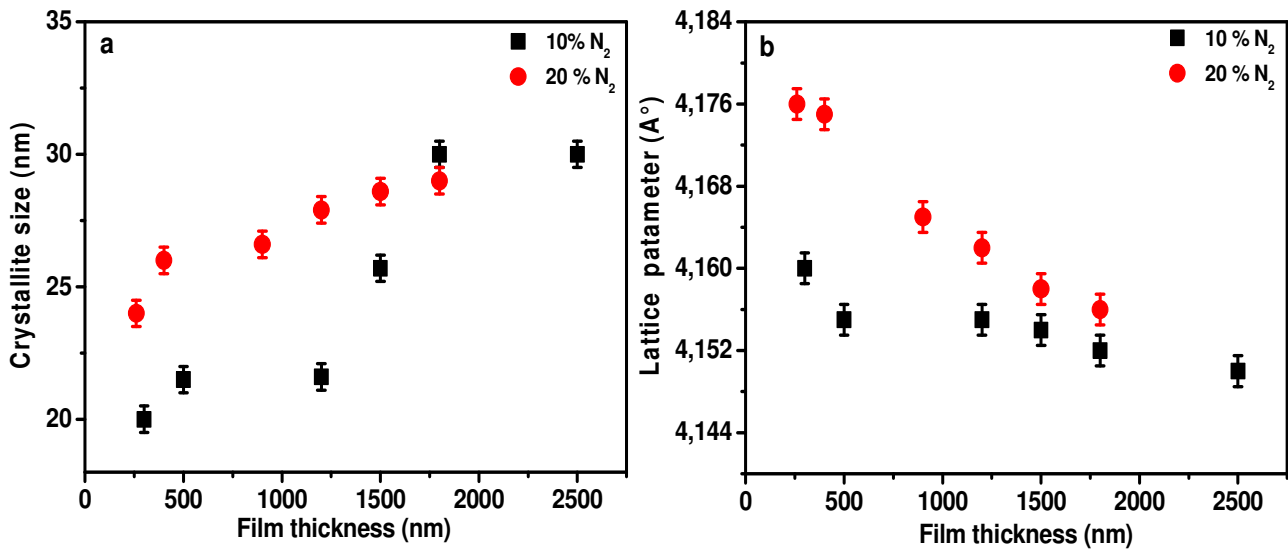 a
10% N₂
20 % N₂
35
30
25
20
Crystallite size (nm)
0 500 1000 1500 2000 2500
Film thickness (nm)
b
10 % N₂
20 % N₂
4,184
4,176
4,168
4,160
4,152
4,144
Lattice patameter (A°)
0 500 1000 1500 2000 2500
Film thickness (nm)